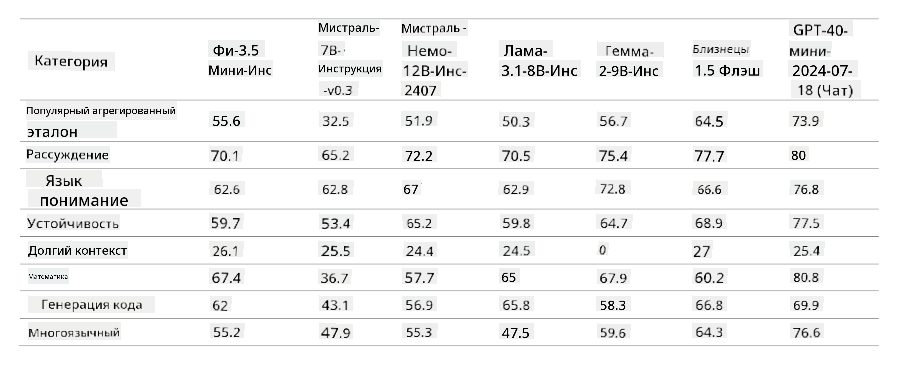 Категория
Фи-3.5
Мини-Инс
Мистраль-
7В-
Инструкция
-v0.3
Мистраль -
Немо-
12В-Инс-
2407
Лама-
3.1-8В-Инс
Гемма-
2-9В-Инс
Близнецы
1.5 Флэш
GPT-40-
мини-
2024-07-
18 (Чат)
Популярный агрегированный
эталон
55.6 32.5 51.9 50.3 56.7 64.5 73.9
Рассуждение 70.1 65.2 72.2 70.5 75.4 77.7 80
Язык
понимание
62.6 62.8 67 62.9 72.8 66.6 76.8
Устойчивость 59.7 53.4 65.2 59.8 64.7 68.9 77.5
Долгий контекст 26.1 25.5 24.4 24.5 0 27 25.4
Математика 67.4 36.7 57.7 65 67.9 60.2 80.8
Генерация кода 62 43.1 56.9 65.8 58.3 66.8 69.9
Многоязычный 55.2 47.9 55.3 47.5 59.6 64.3 76.6